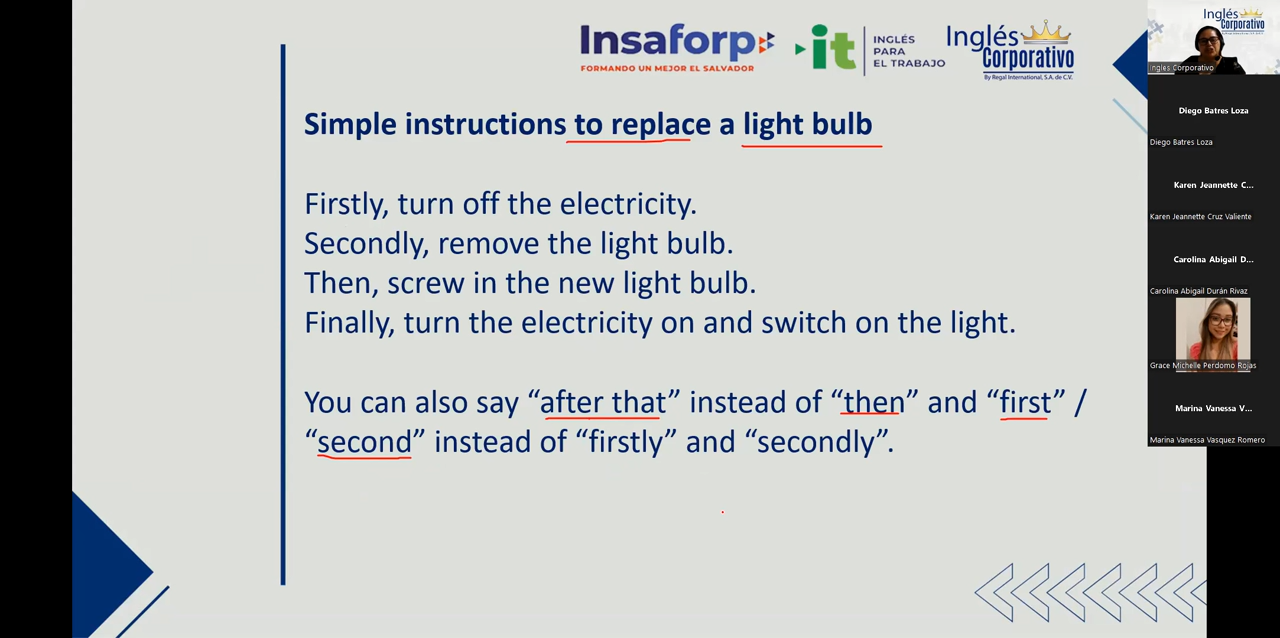 Insaforp
FORMANDO UN MEJOR EL SALVADOR
it
INGLÉS
PARA
EL TRABAJO
Inglés
Corporativo
By Regal International, S.A. de C.V.
Simple instructions to replace a light bulb
Firstly, turn off the electricity.
Secondly, remove the light bulb.
Then, screw in the new light bulb.
Finally, turn the electricity on and switch on the light.
You can also say “after that” instead of “then” and “first” /
“second” instead of “firstly” and “secondly”.
Inglés
Corporativo
Inglés Corporativo
Diego Batres Loza
Diego Batres Loza
Karen Jeannette C...
Karen Jeannette Cruz Valiente
Carolina Abigail D...
Carolina Abigail Durán Rivaz
Grace Michelle Perdomo Rojas
Marina Vanessa V...
Marina Vanessa Vasquez Romero